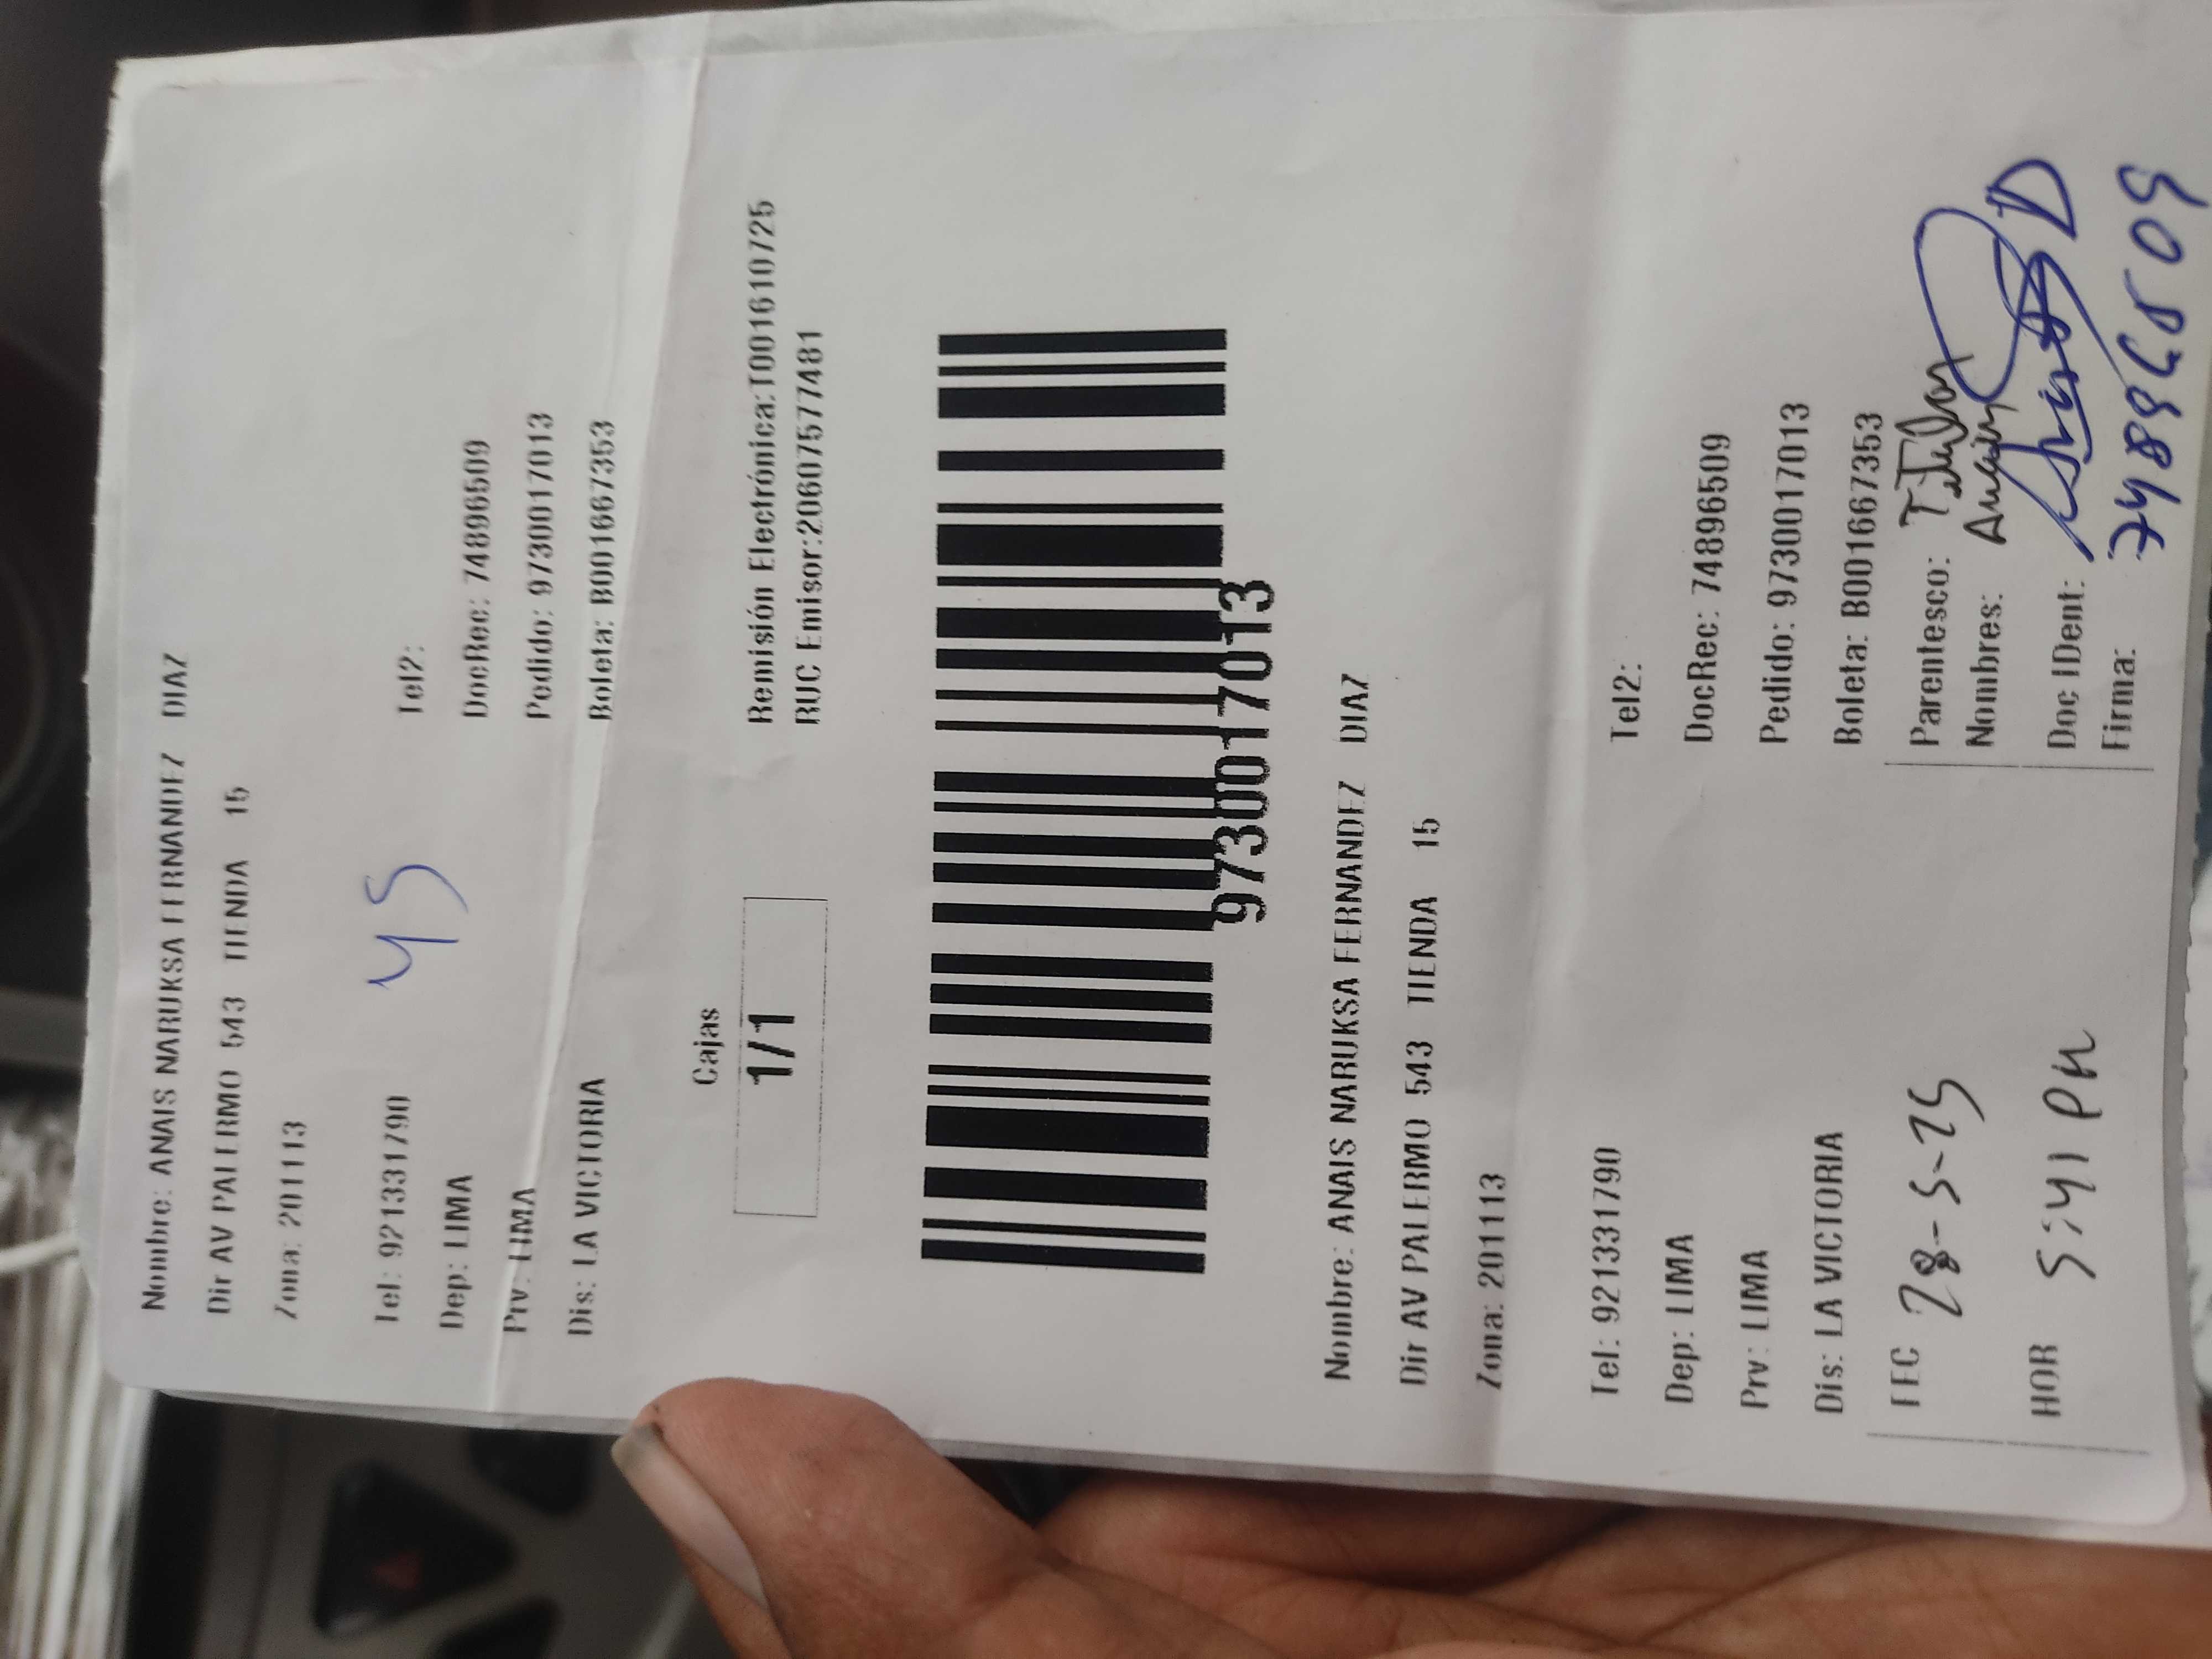 Nombre: ANAIS NARUKSA FERNANDEZ DIAZ
Dir AV PALERMO 543 TIENDA 15
Zona: 201113
45
Tel: 921331790 Tel2:
Dep: LIMA DocRec: 74896509
Prv: LIMA Pedido: 9730017013
Dis: LA VICTORIA Boleta: B001667353
Cajas
1/1
Remisión Electrónica:T001610725
RUC Emisor:20607577481
9730017013
Nombre: ANAIS NARUKSA FERNANDEZ DIAZ
Dir AV PALERMO 543 TIENDA 15
Zona: 201113
Tel: 921331790 Tel2:
Dep: LIMA DocRec: 74896509
Prv: LIMA Pedido: 9730017013
Dis: LA VICTORIA Boleta: B001667353
FEC 28-5-25 Parentesco: Titular
Nombres:
HOR 5:41 PM Doc IDent:
Firma: 74896509